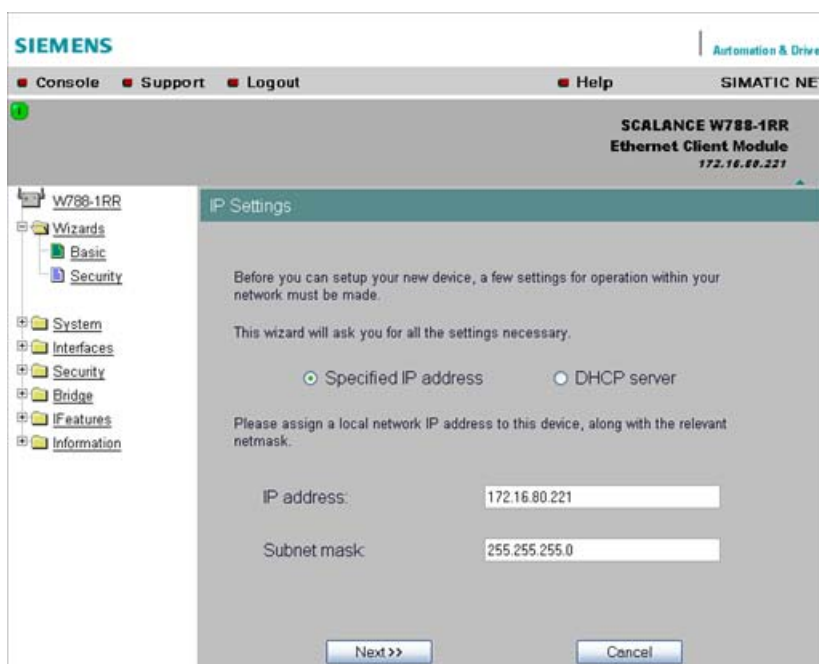 SIEMENS
Automation & Drive
Console Support Logout Help SIMATIC NE
SCALANCE W788-1RR
Ethernet Client Module
172.16.80.221
W788-1RR
Wizards
Basic
Security
System
Interfaces
Security
Bridge
IFeatures
Information
IP Settings
Before you can setup your new device, a few settings for operation within your
network must be made.
This wizard will ask you for all the settings necessary.
Specified IP address DHCP server
Please assign a local network IP address to this device, along with the relevant
netmask.
IP address: 172.16.80.221
Subnet mask: 255.255.255.0
Next>> Cancel